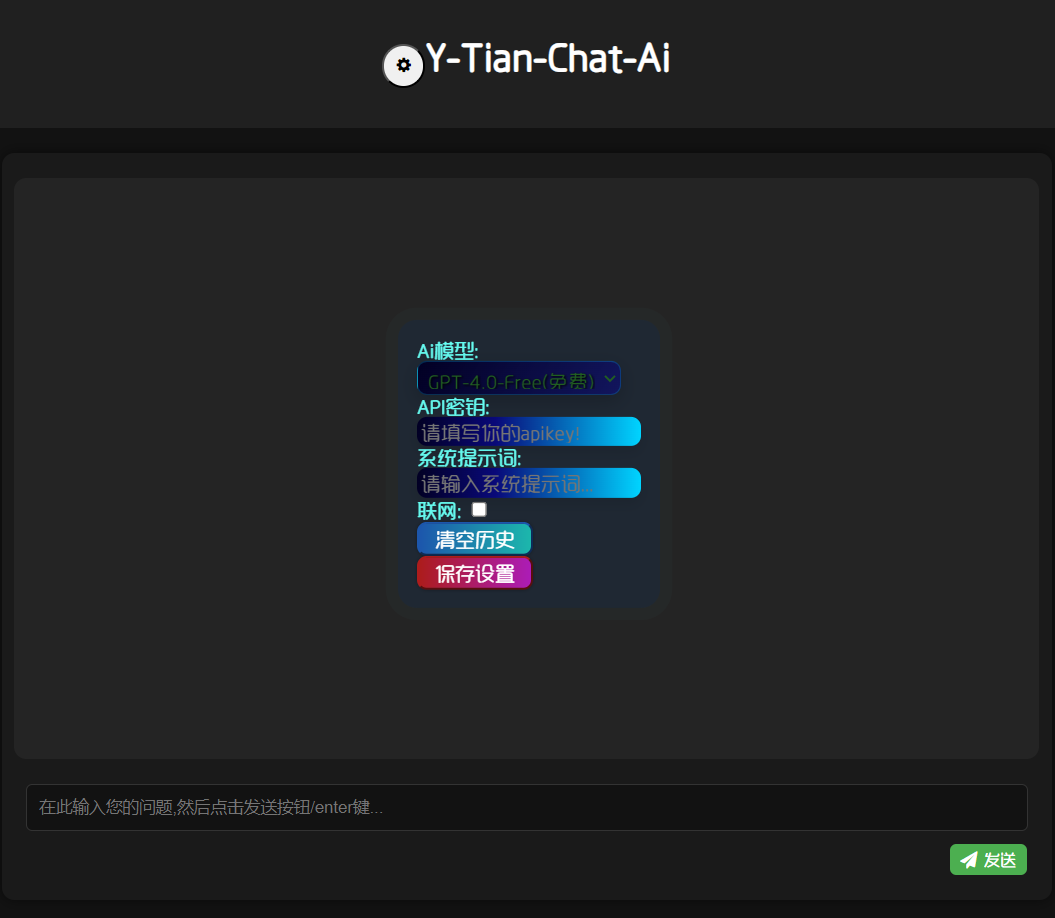 Y-Tian-Chat-Ai
Ai模型:
GPT-4.0-Free(免费)
API密钥:
请填写你的apikey!
系统提示词:
请输入系统提示词...
联网:
清空历史
保存设置
在此输入您的问题,然后点击发送按钮/enter键...
发送